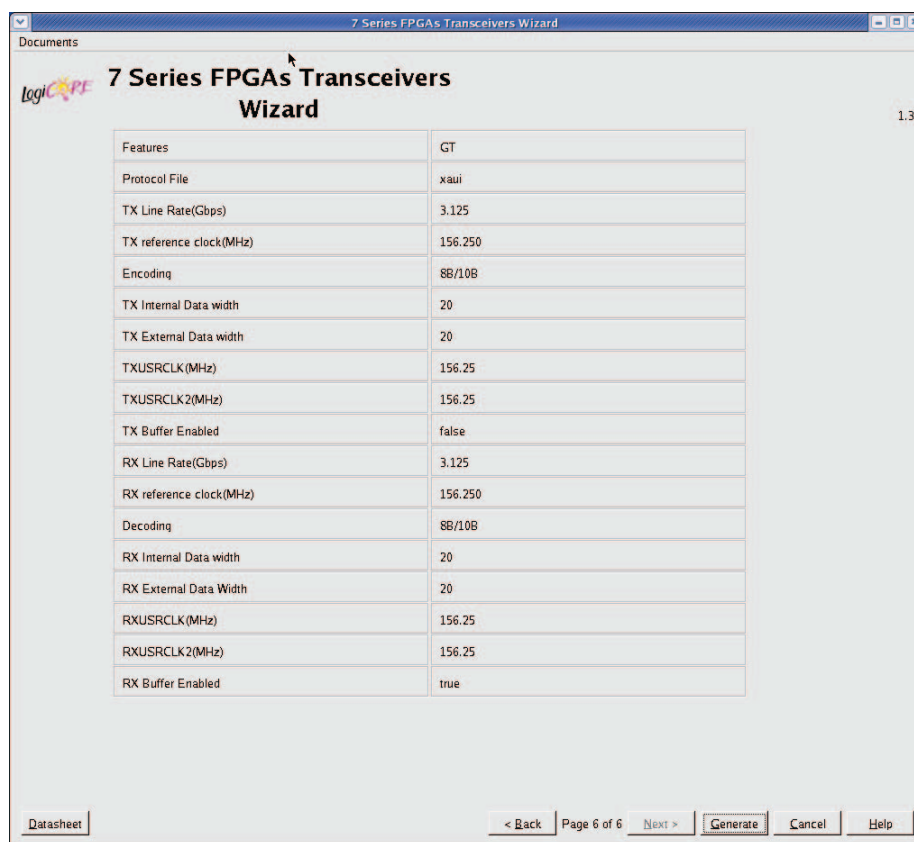 7 Series FPGAs Transceivers Wizard
Documents
LogiCORE
7 Series FPGAs Transceivers
Wizard
1.3
Features GT
Protocol File xaui
TX Line Rate(Gbps) 3.125
TX reference clock(MHz) 156.250
Encoding 8B/10B
TX Internal Data width 20
TX External Data width 20
TXUSRCLK(MHz) 156.25
TXUSRCLK2(MHz) 156.25
TX Buffer Enabled false
RX Line Rate(Gbps) 3.125
RX reference clock(MHz) 156.250
Decoding 8B/10B
RX Internal Data width 20
RX External Data Width 20
RXUSRCLK(MHz) 156.25
RXUSRCLK2(MHz) 156.25
RX Buffer Enabled true
Datasheet < Back Page 6 of 6 Next > Generate Cancel Help